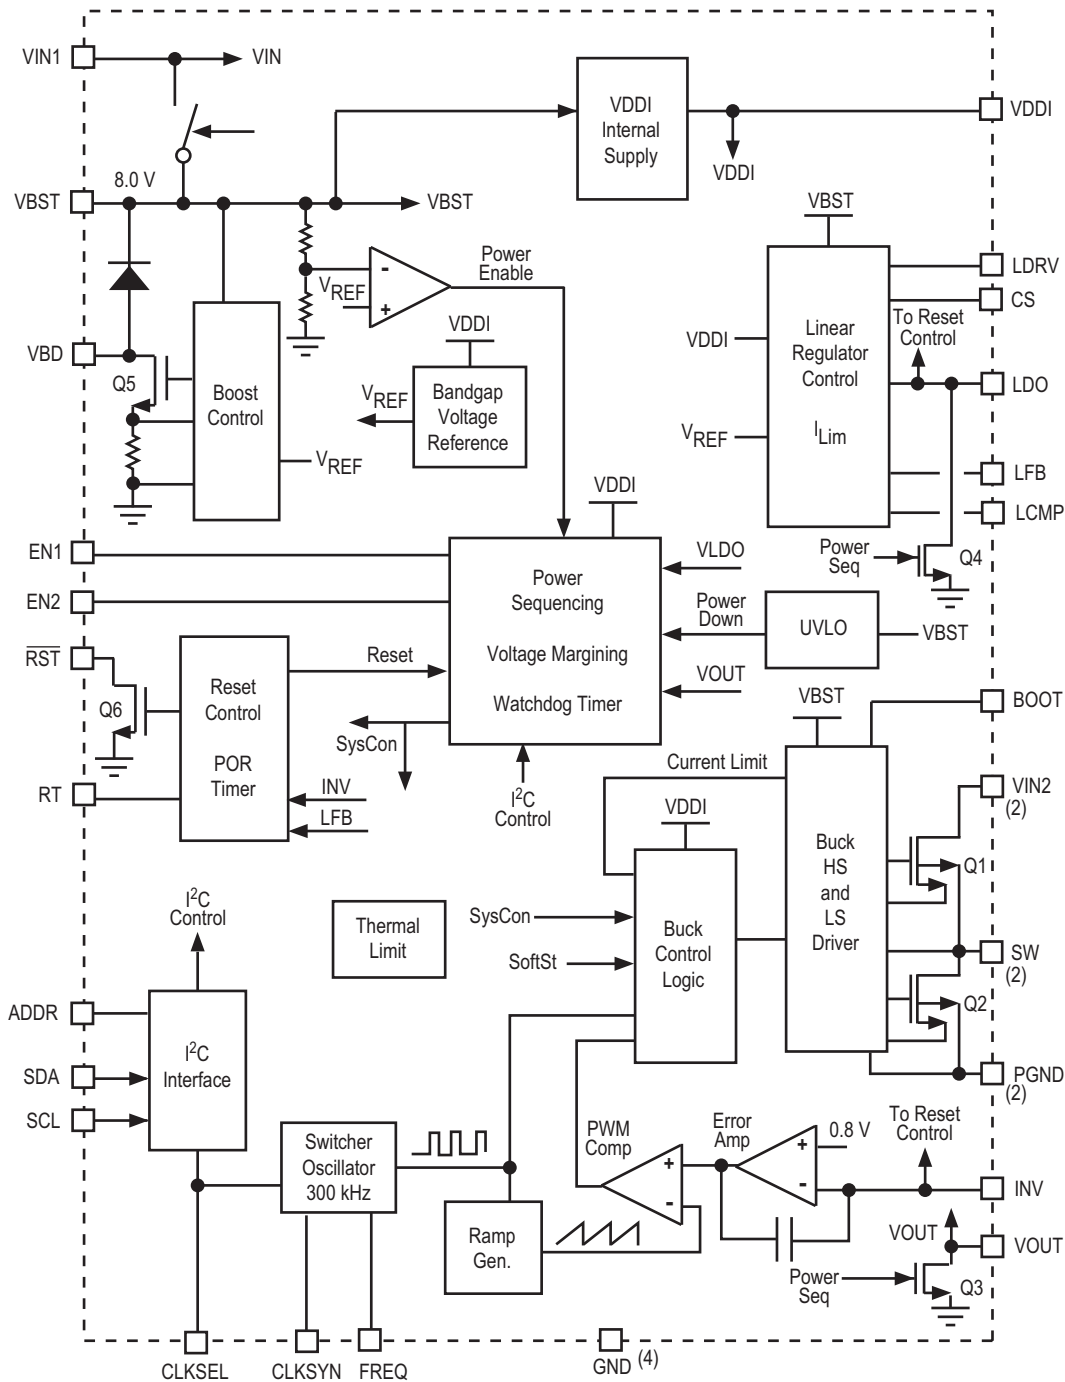 VIN1
VIN
VDDI
Internal
Supply
VDDI
VDDI
8.0 V
VBST
VBST
VBST
Power
Enable
-
+
VREF
LDRV
CS
To Reset
Control
VDDI
VDDI
Linear
Regulator
Control
ILim
LDO
VBD
Q5
Boost
Control
VREF
Bandgap
Voltage
Reference
VREF
VREF
LFB
LCMP
VDDI
EN1
Power
Sequencing
Voltage Margining
Watchdog Timer
VLDO
Power
Seq
Q4
EN2
Power
Down
UVLO
VBST
RST
Reset
VOUT
Q6
Reset
Control
POR
Timer
SysCon
VBST
BOOT
RT
INV
LFB
I2C
Control
Current Limit
VDDI
VIN2
(2)
Buck
HS
and
LS
Driver
Q1
I2C
Control
Thermal
Limit
SysCon
SoftSt
Buck
Control
Logic
SW
(2)
Q2
ADDR
I2C
Interface
SDA
SCL
PGND
(2)
Switcher
Oscillator
300 kHz
PWM
Comp
+
-
Error
Amp
+
-
0.8 V
To Reset
Control
INV
Ramp
Gen.
VOUT
VOUT
Power
Seq
Q3
CLKSEL
CLKSYN
FREQ
GND (4)